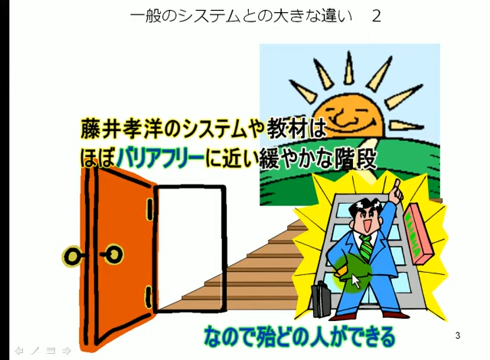 一般のシステムとの大きな違い　２
藤井孝洋のシステムや教材は
ほぼバリアフリーに近い緩やかな階段
なので殆どの人ができる
3